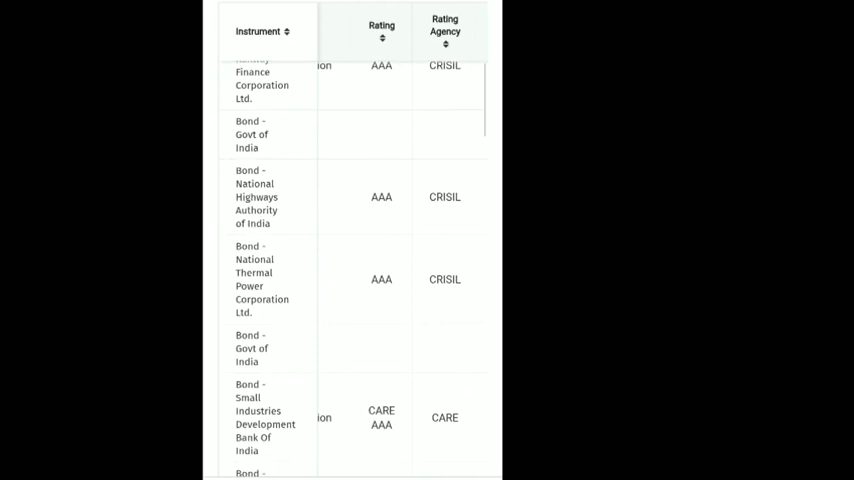 Instrument
Rating
Rating
Agency
Finance
Corporation
Ltd.
ion
AAA
CRISIL
Bond -
Govt of
India
Bond -
National
Highways
Authority
of India
AAA
CRISIL
Bond -
National
Thermal
Power
Corporation
Ltd.
AAA
CRISIL
Bond -
Govt of
India
Bond -
Small
Industries
Development
Bank Of
India
ion
CARE
AAA
CARE
Bond -